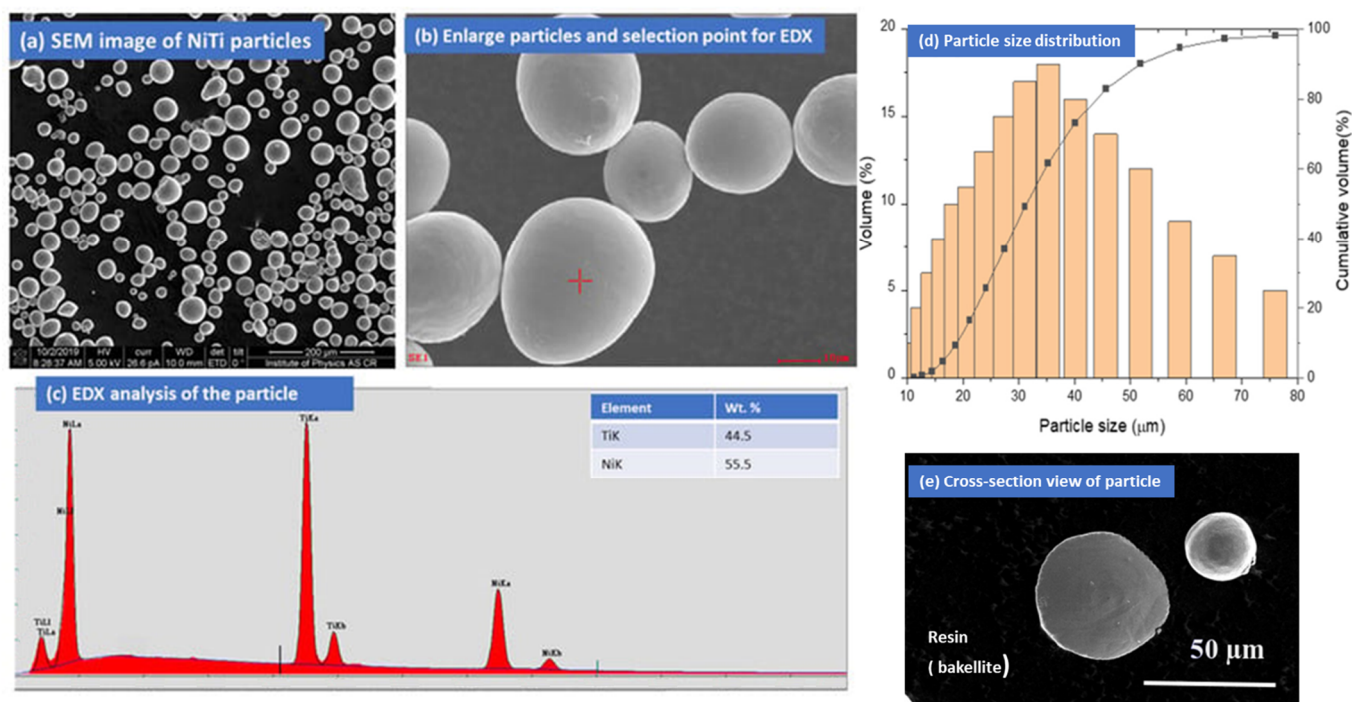 (a) SEM image of NiTi particles
10/2/2019 HV curr WD det tilt
8:26:37 AM 5.00 kV 26.6 pA 10.0 mm ETD 0 °
200 µm
Institute of Physics AS CR
(b) Enlarge particles and selection point for EDX
SE1
(c) EDX analysis of the particle
Element Wt. %
TiK 44.5
NiK 55.5
NiLa
TiLl
TiLa
TiKa
TiKb
NiKa
NiKb
(d) Particle size distribution
Volume (%)
20
15
10
5
0
Cumulative volume(%)
100
80
60
40
20
0
10 20 30 40 50 60 70 80
Particle size (µm)
(e) Cross-section view of particle
Resin
( bakellite)
50 µm